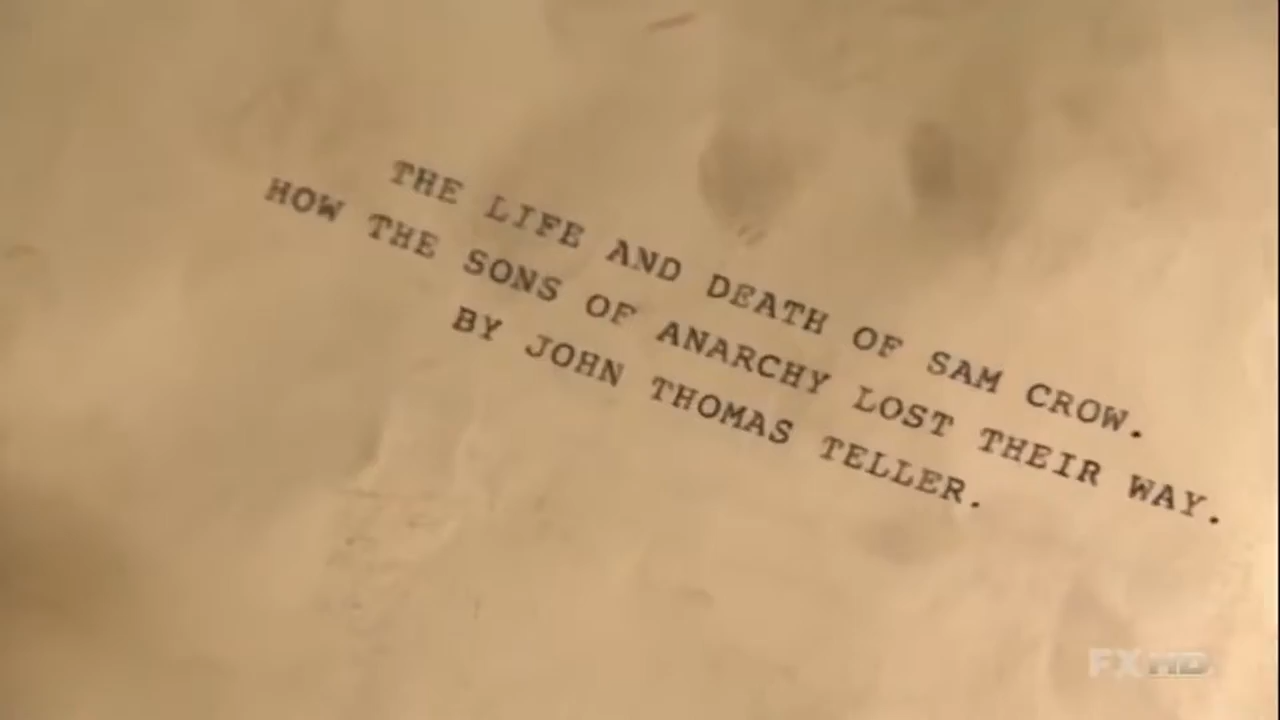 THE LIFE AND DEATH OF SAM CROW.
HOW THE SONS OF ANARCHY LOST THEIR WAY.
BY JOHN THOMAS TELLER.
FX HD